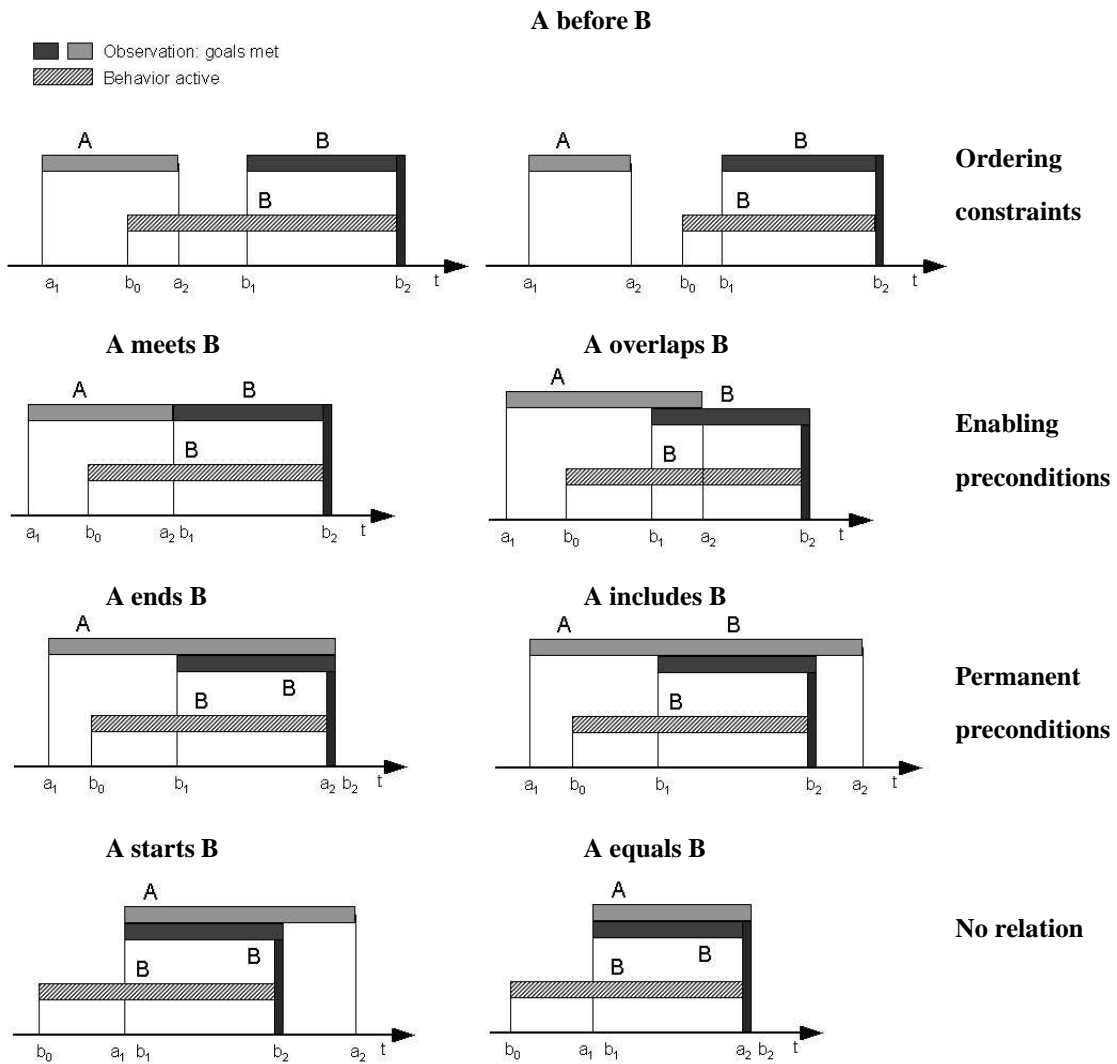 A before B
Observation: goals met
Behavior active
A B A B
B B
Ordering
constraints
a1 b0 a2 b1 b2 t a1 a2 b0 b1 b2 t
A meets B A overlaps B
A B A B
B B
Enabling
preconditions
a1 b0 a2 b1 b2 t a1 b0 b1 a2 b2 t
A ends B A includes B
A A B
B
B B
Permanent
preconditions
a1 b0 b1 a2 b2 t a1 b0 b1 b2 a2 t
A starts B A equals B
A A
No relation
B B B B
b0 a1 b1 b2 a2 t b0 a1 b1 a2 b2 t